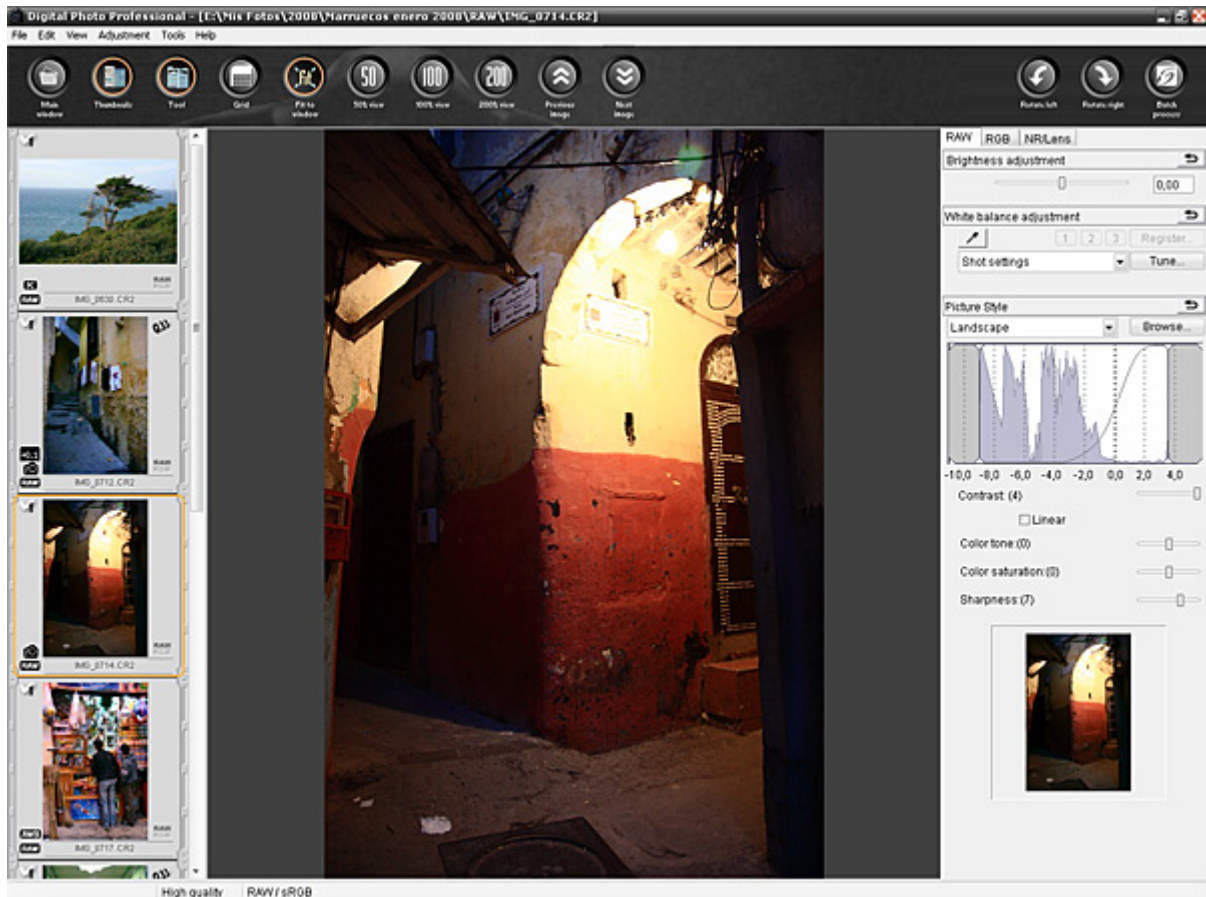 Digital Photo Professional - [E:\Mis Fotos\2008\Marruecos enero 2008\RAW\IMG_0714.CR2]
File Edit View Adjustment Tools Help
50 100 200
Main window
Thumbnails
Tool
Grid
Fit to window
50% view
100% view
200% view
Previous image
Next image
Rotate left
Rotate right
Batch process
RAW
IMG_0712.CR2
RAW
IMG_0714.CR2
RAW
IMG_0717.CR2
RAW RGB NR/Lens
Brightness adjustment
0,00
White balance adjustment
1 2 3 Register...
Shot settings Tune...
Picture Style
Landscape Browse...
-10,0 -8,0 -6,0 -4,0 -2,0 0,0 2,0 4,0
Contrast: (4)
Linear
Color tone:(0)
Color saturation:(0)
Sharpness:(7)
High quality RAW / sRGB